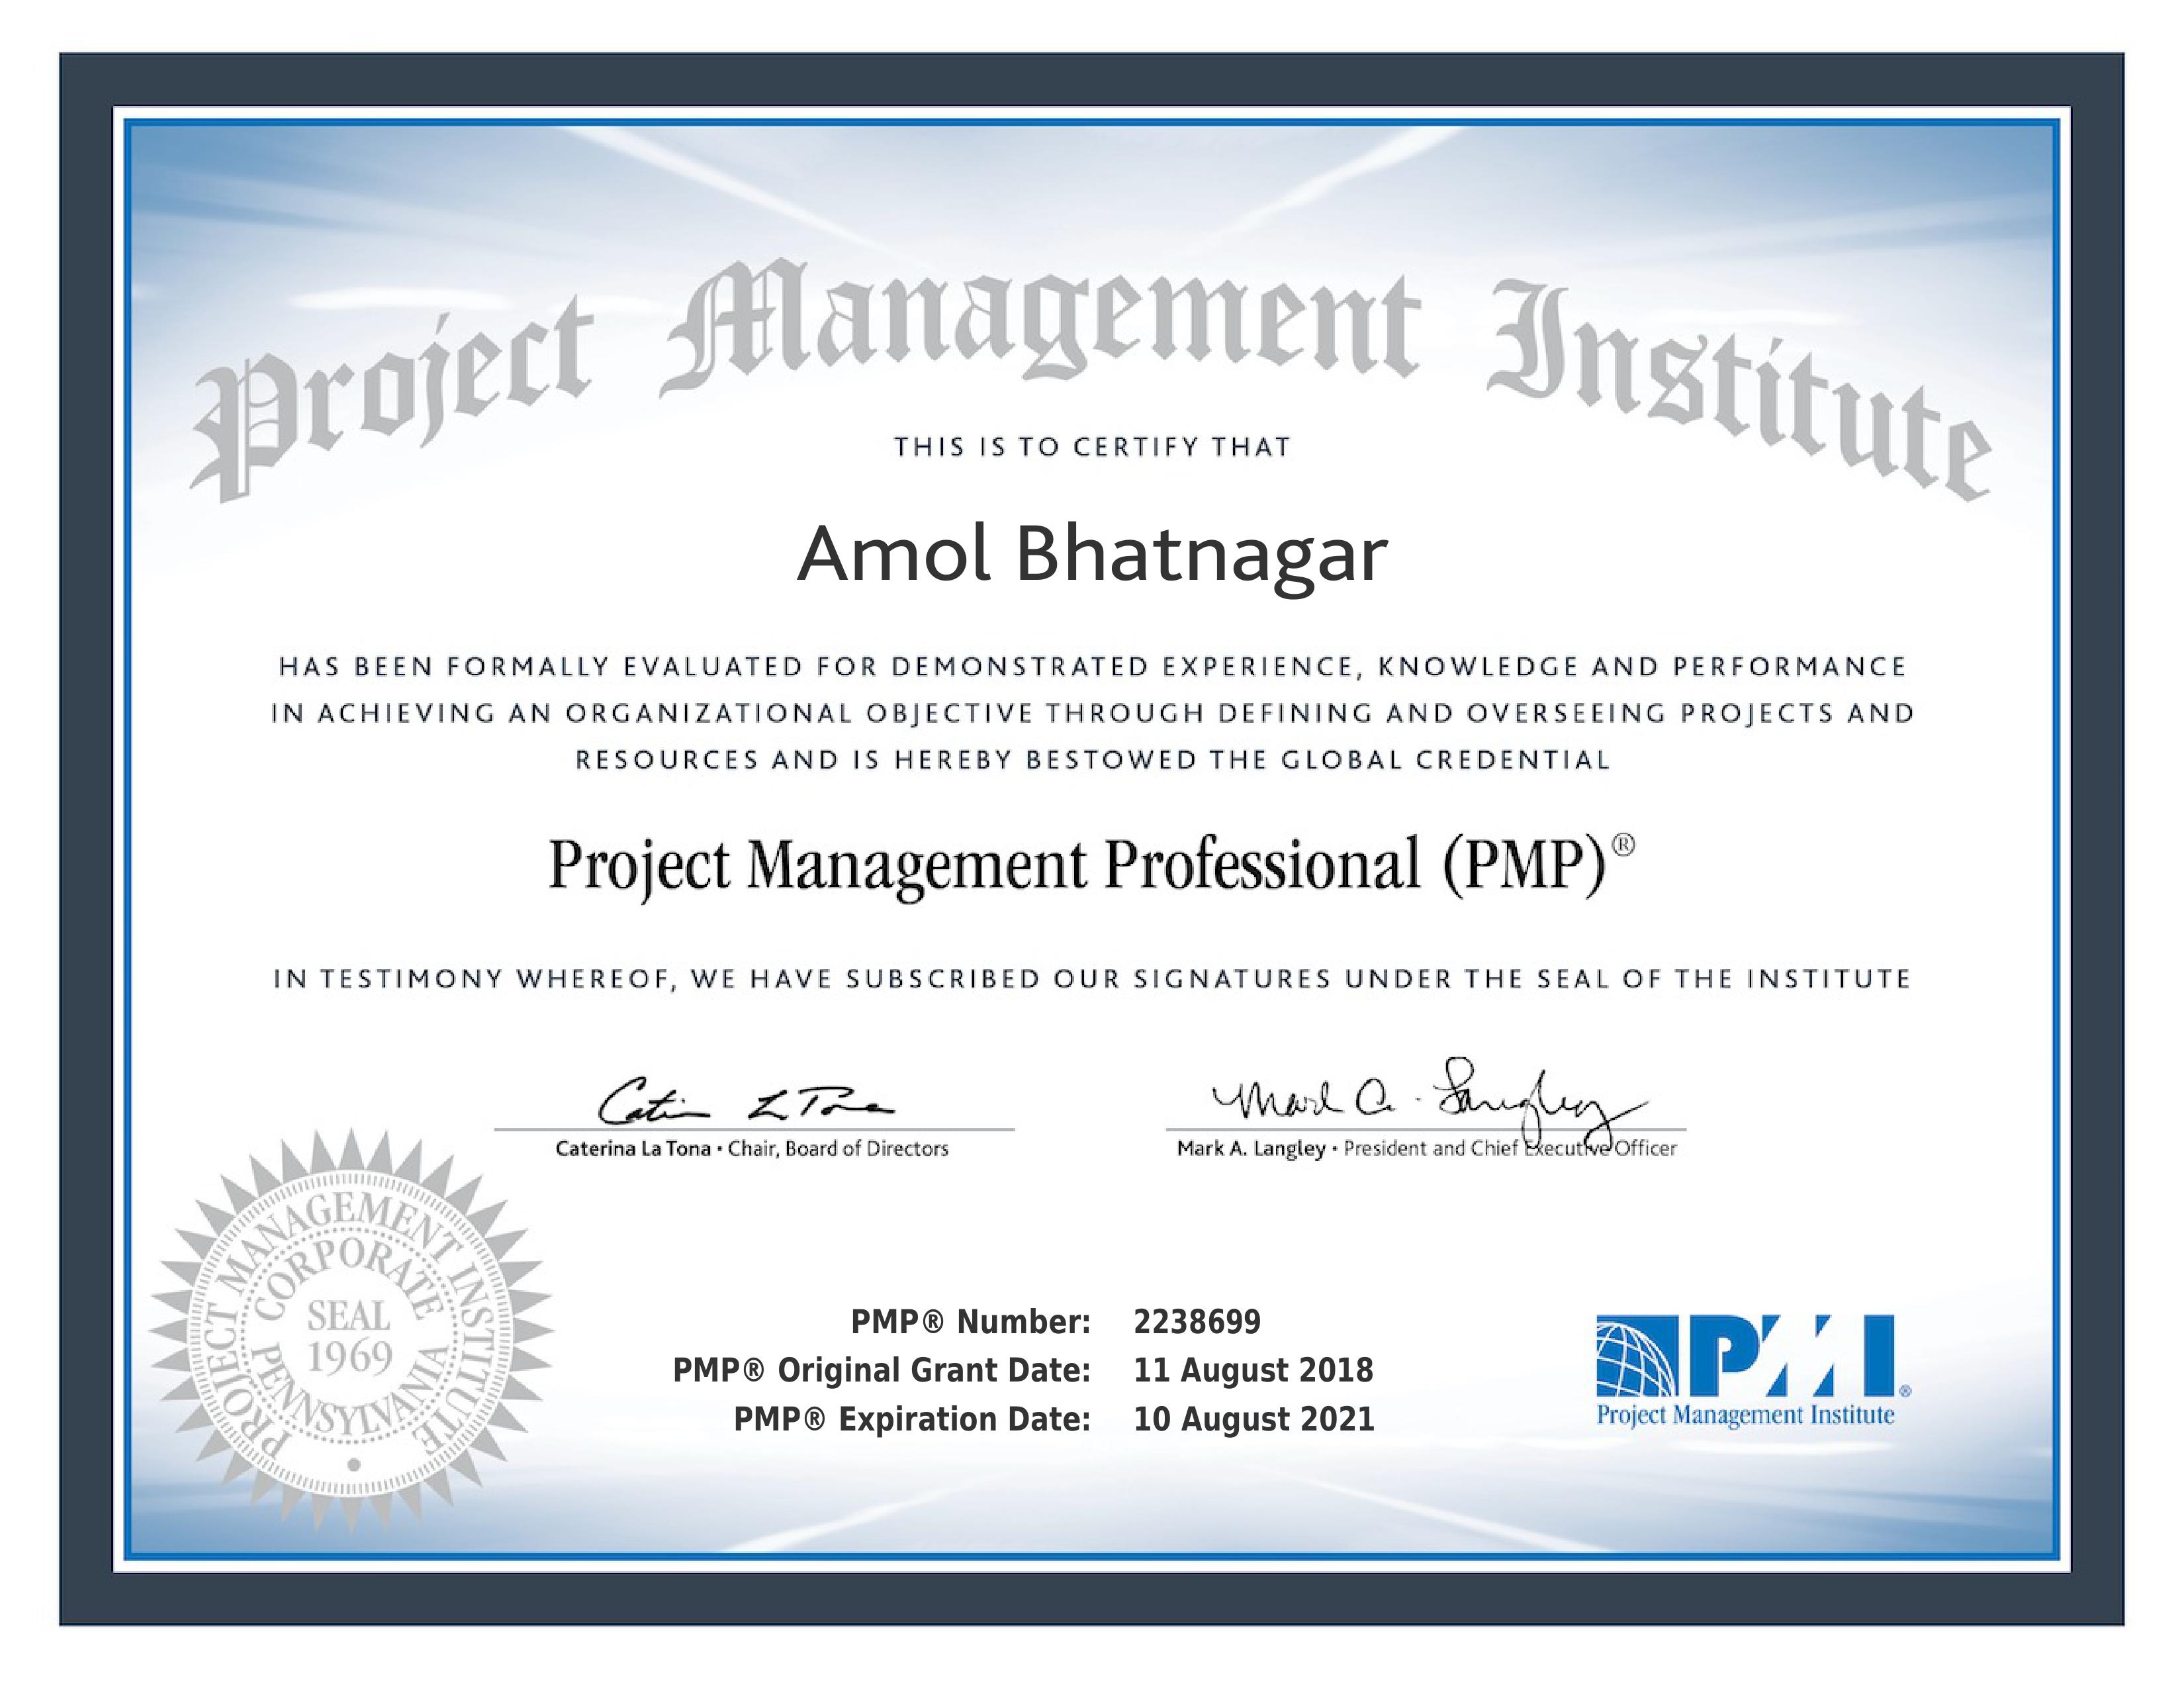 Project Management Institute
THIS IS TO CERTIFY THAT
Amol Bhatnagar
HAS BEEN FORMALLY EVALUATED FOR DEMONSTRATED EXPERIENCE, KNOWLEDGE AND PERFORMANCE
IN ACHIEVING AN ORGANIZATIONAL OBJECTIVE THROUGH DEFINING AND OVERSEEING PROJECTS AND
RESOURCES AND IS HEREBY BESTOWED THE GLOBAL CREDENTIAL
Project Management Professional (PMP)®
IN TESTIMONY WHEREOF, WE HAVE SUBSCRIBED OUR SIGNATURES UNDER THE SEAL OF THE INSTITUTE
Caterina La Tona • Chair, Board of Directors
Mark A. Langley
Mark A. Langley • President and Chief Executive Officer
PROJECT MANAGEMENT INSTITUTE
CORPORATE
SEAL
1969
PENNSYLVANIA
PMP® Number: 2238699
PMP® Original Grant Date: 11 August 2018
PMP® Expiration Date: 10 August 2021
PMI®
Project Management Institute